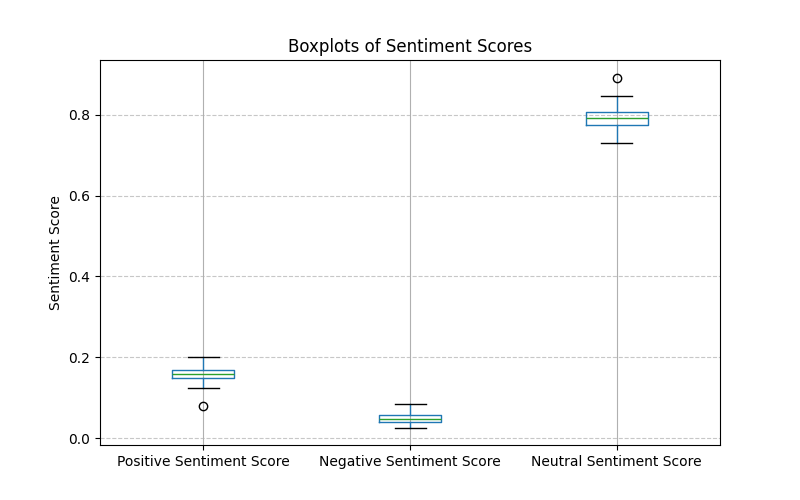 Boxplots of Sentiment Scores
Sentiment Score
0.8
0.6
0.4
0.2
0.0
Positive Sentiment Score
Negative Sentiment Score
Neutral Sentiment Score